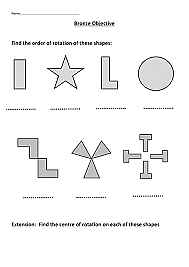 Name
Bronze Objective
Find the order of rotation of these shapes:
Extension: Find the centre of rotation on each of these shapes